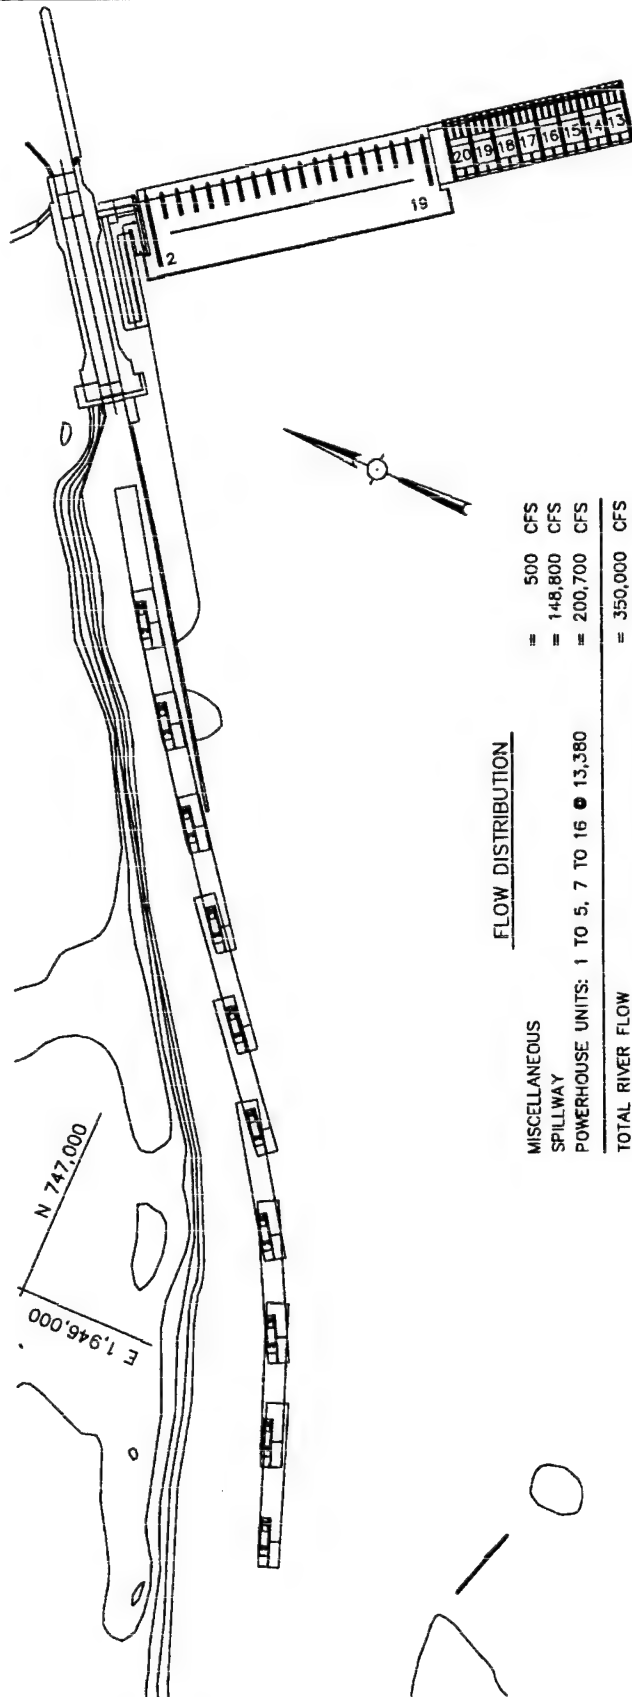 20 19 18 17 16 15 14 13
19
2
FLOW DISTRIBUTION
MISCELLANEOUS = 500 CFS
SPILLWAY = 148,800 CFS
POWERHOUSE UNITS: 1 TO 5, 7 TO 16 @ 13,380 = 200,700 CFS
TOTAL RIVER FLOW = 350,000 CFS
N 747,000
E 1,946,000